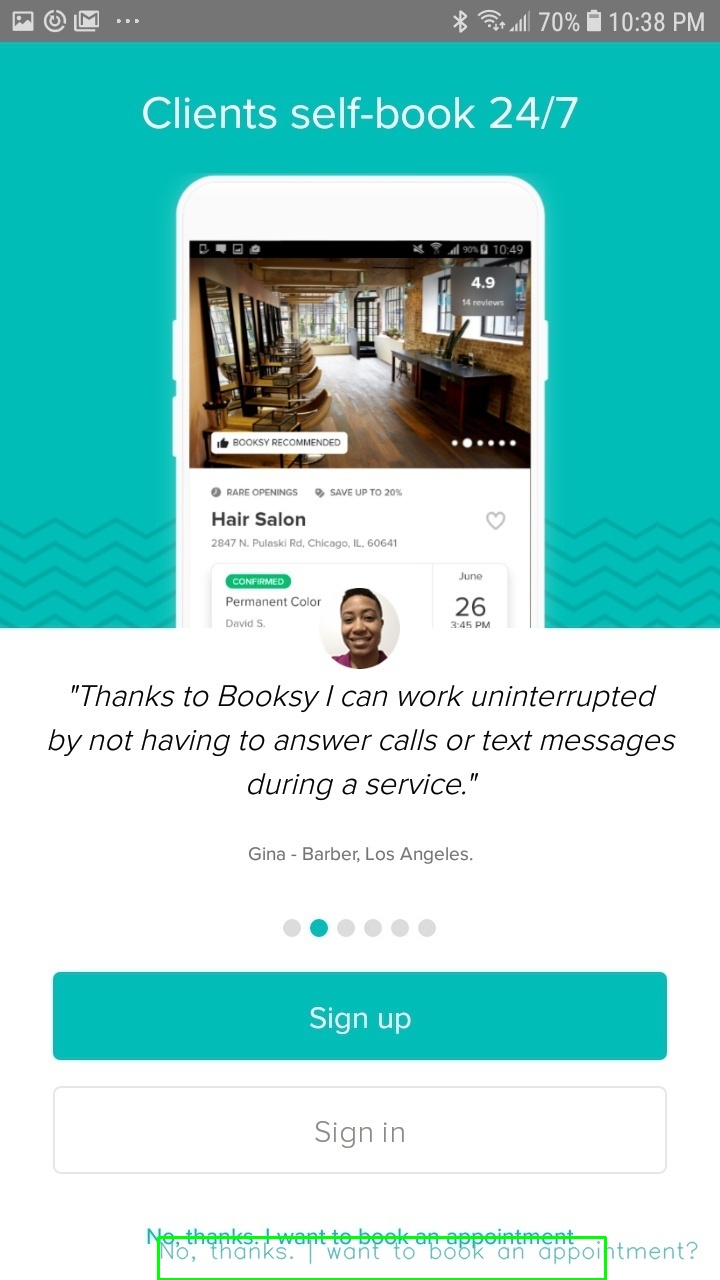 70% 10:38 PM
Clients self-book 24/7
90% 10:49
4.9
14 reviews
BOOKSY RECOMMENDED
RARE OPENINGS SAVE UP TO 20%
Hair Salon
2847 N. Pulaski Rd, Chicago, IL, 60641
CONFIRMED
June
Permanent Color
26
David S.
3:45 PM
"Thanks to Booksy I can work uninterrupted
by not having to answer calls or text messages
during a service."
Gina - Barber, Los Angeles.
Sign up
Sign in
No, thanks. I want to book an appointment
No, thanks. I want to book an appointment?